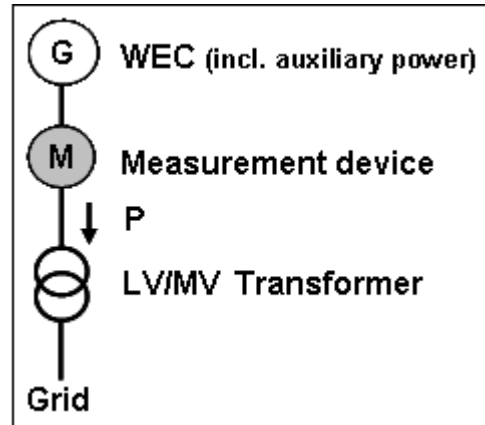 G WEC (incl. auxiliary power)
M Measurement device
P
LV/MV Transformer
Grid